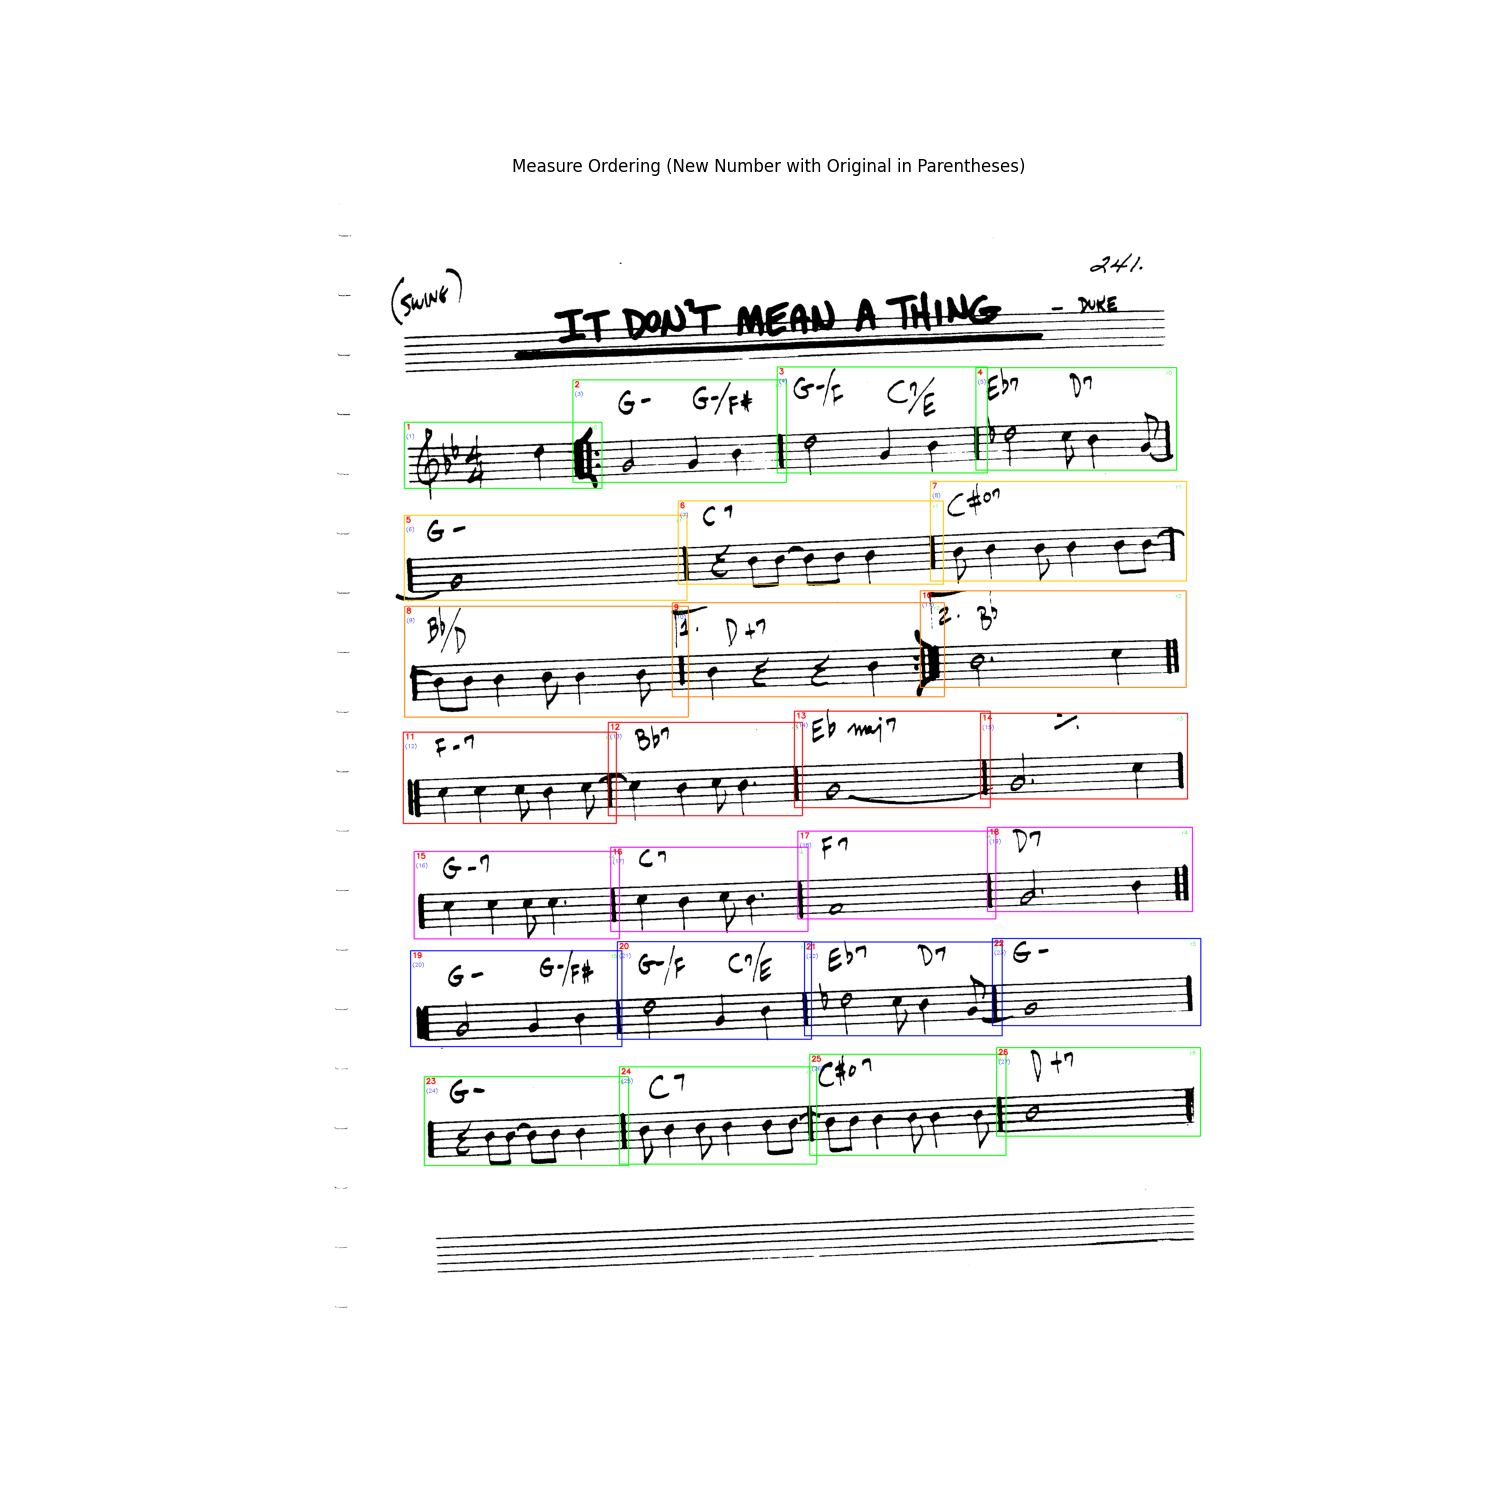 Measure Ordering (New Number with Original in Parentheses)
241.
(SWING)
IT DON'T MEAN A THING - DUKE
1 2 3 4
(1) (3) (4) (5)
G- G-/F# G-/F C7/E Eb7 D7
4
4
5 6 7
(6) (7) (8)
G- C7 C#o7
8 9 10
(9)
Bb/D 1. D+7 2. Bb
11 12 13 14
(12) (13) (14) (15)
F-7 Bb7 Eb maj7 ٪
15 16 17 18
(16) (17) (18) (19)
G-7 C7 F7 D7
19 20 21 22
(20) (21) (22) (23)
G- G-/F# G-/F C7/E Eb7 D7 G-
23 24 25 26
(24) (25) (26) (27)
G- C7 C#o7 D+7